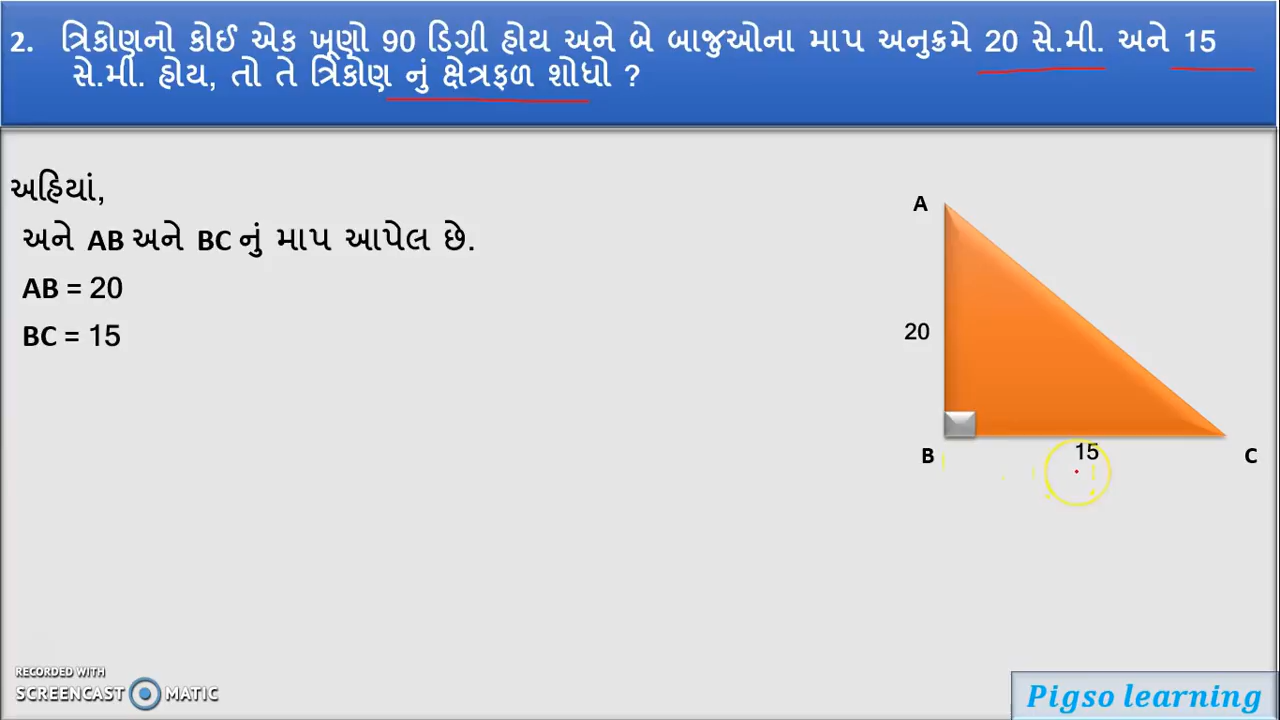 2. ત્રિકોણનો કોઈ એક ખૂણો 90 ડિગ્રી હોય અને બે બાજુઓના માપ અનુક્રમે 20 સે.મી. અને 15
સે.મી. હોય, તો તે ત્રિકોણ નું ક્ષેત્રફળ શોધો ?
અહિયાં,
અને AB અને BC નું માપ આપેલ છે.
AB = 20
BC = 15
A
20
B
15
C
RECORDED WITH
SCREENCAST MATIC
Pigso learning